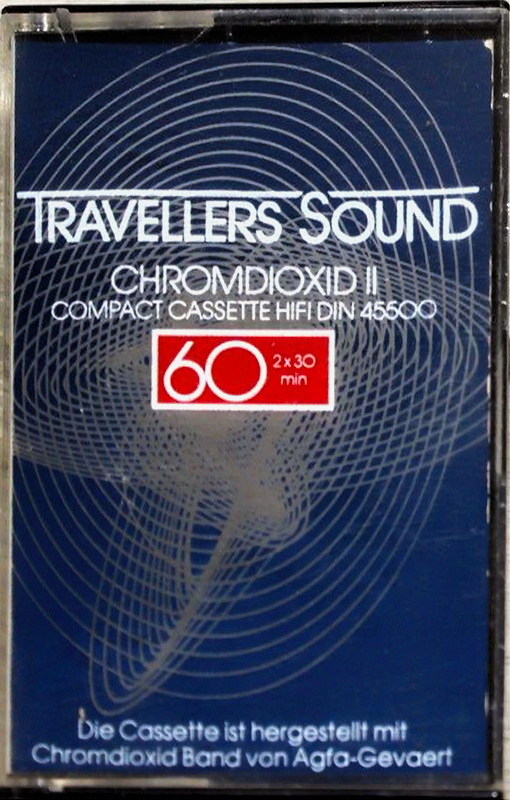 TRAVELLERS SOUND
CHROMDIOXID II
COMPACT CASSETTE HIFI DIN 45500
60 2 x 30
min
Die Cassette ist hergestellt mit
Chromdioxid Band von Agfa-Gevaert